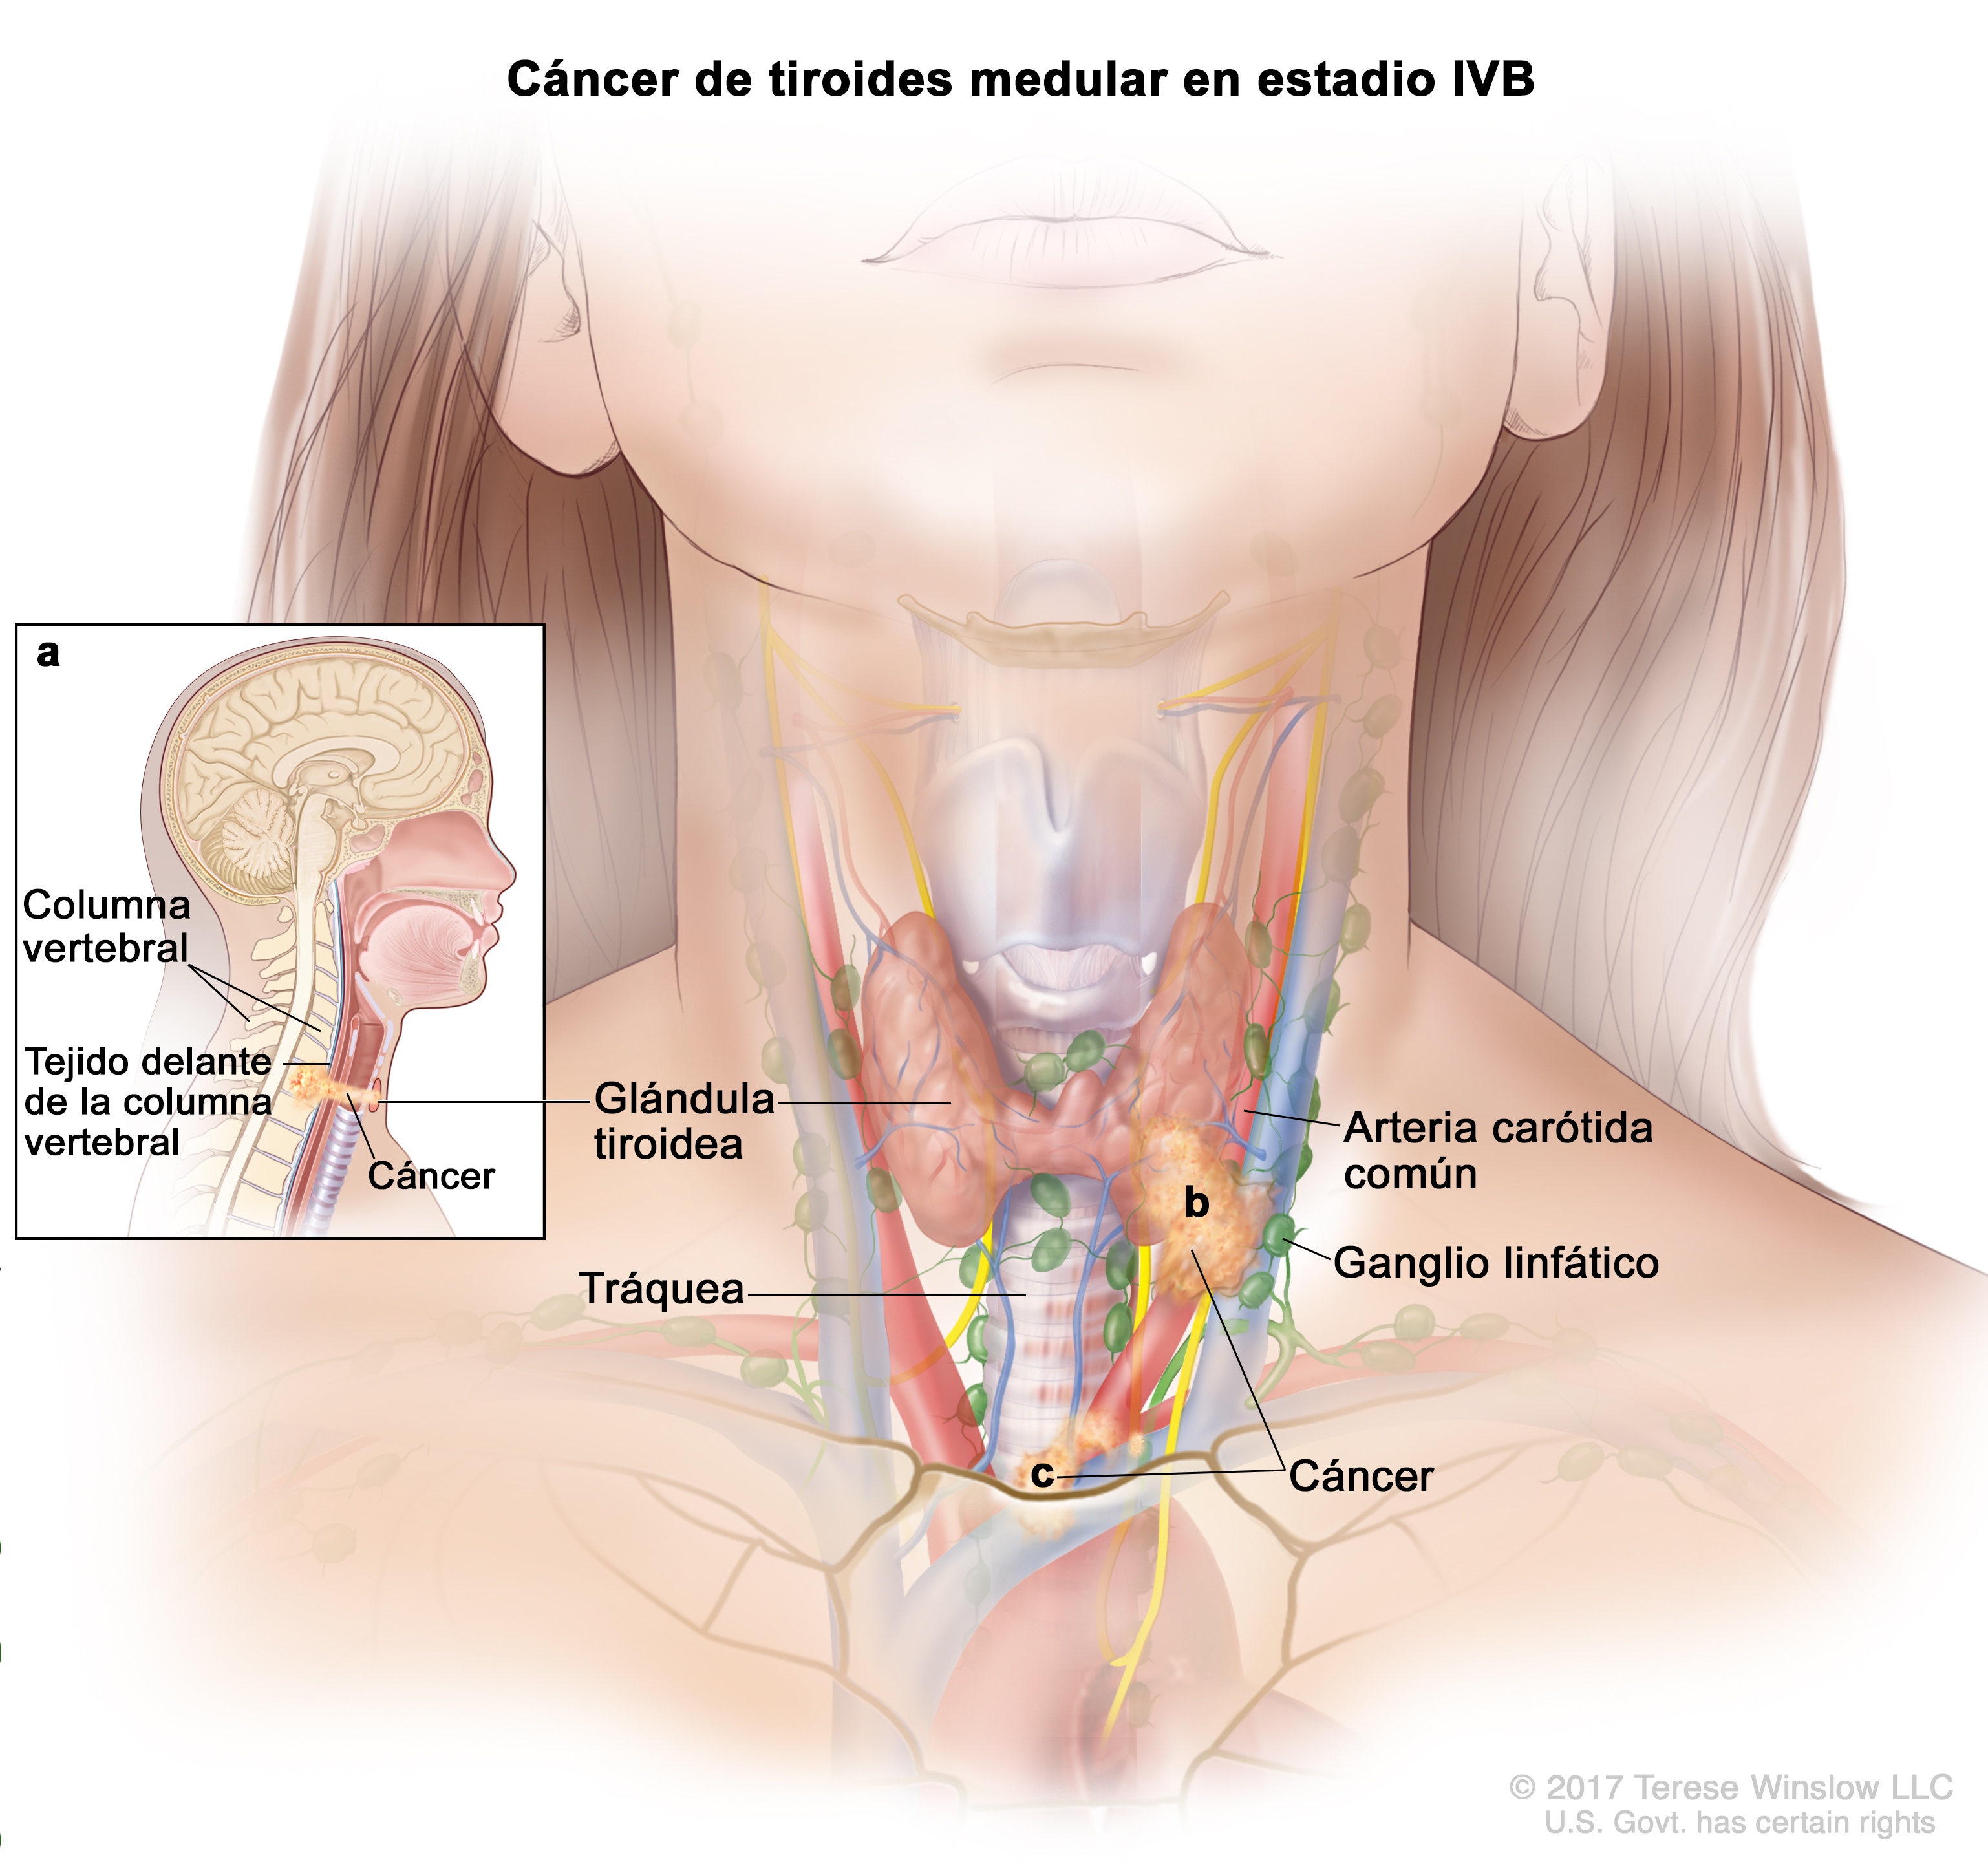 Cáncer de tiroides medular en estadio IVB
a
Columna
vertebral
Tejido delante
de la columna
vertebral
Cáncer
Glándula
tiroidea
Tráquea
b
Arteria carótida
común
Ganglio linfático
c
Cáncer
© 2017 Terese Winslow LLC
U.S. Govt. has certain rights